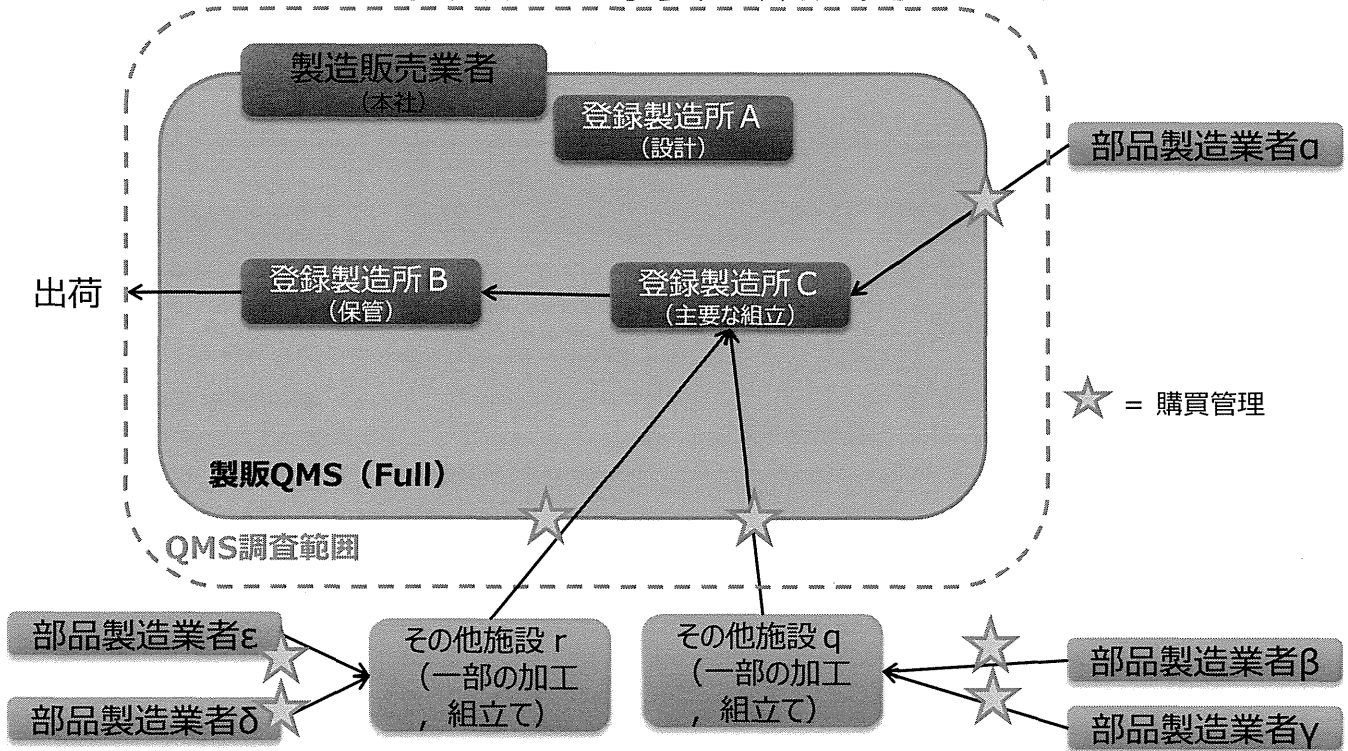 製造販売業者
（本社）
登録製造所A
（設計）
部品製造業者α
出荷
登録製造所B
（保管）
登録製造所C
（主要な組立）
= 購買管理
製販QMS（Full）
QMS調査範囲
部品製造業者ε
部品製造業者δ
その他施設r
（一部の加工
，組立て）
その他施設q
（一部の加工
，組立て）
部品製造業者β
部品製造業者γ